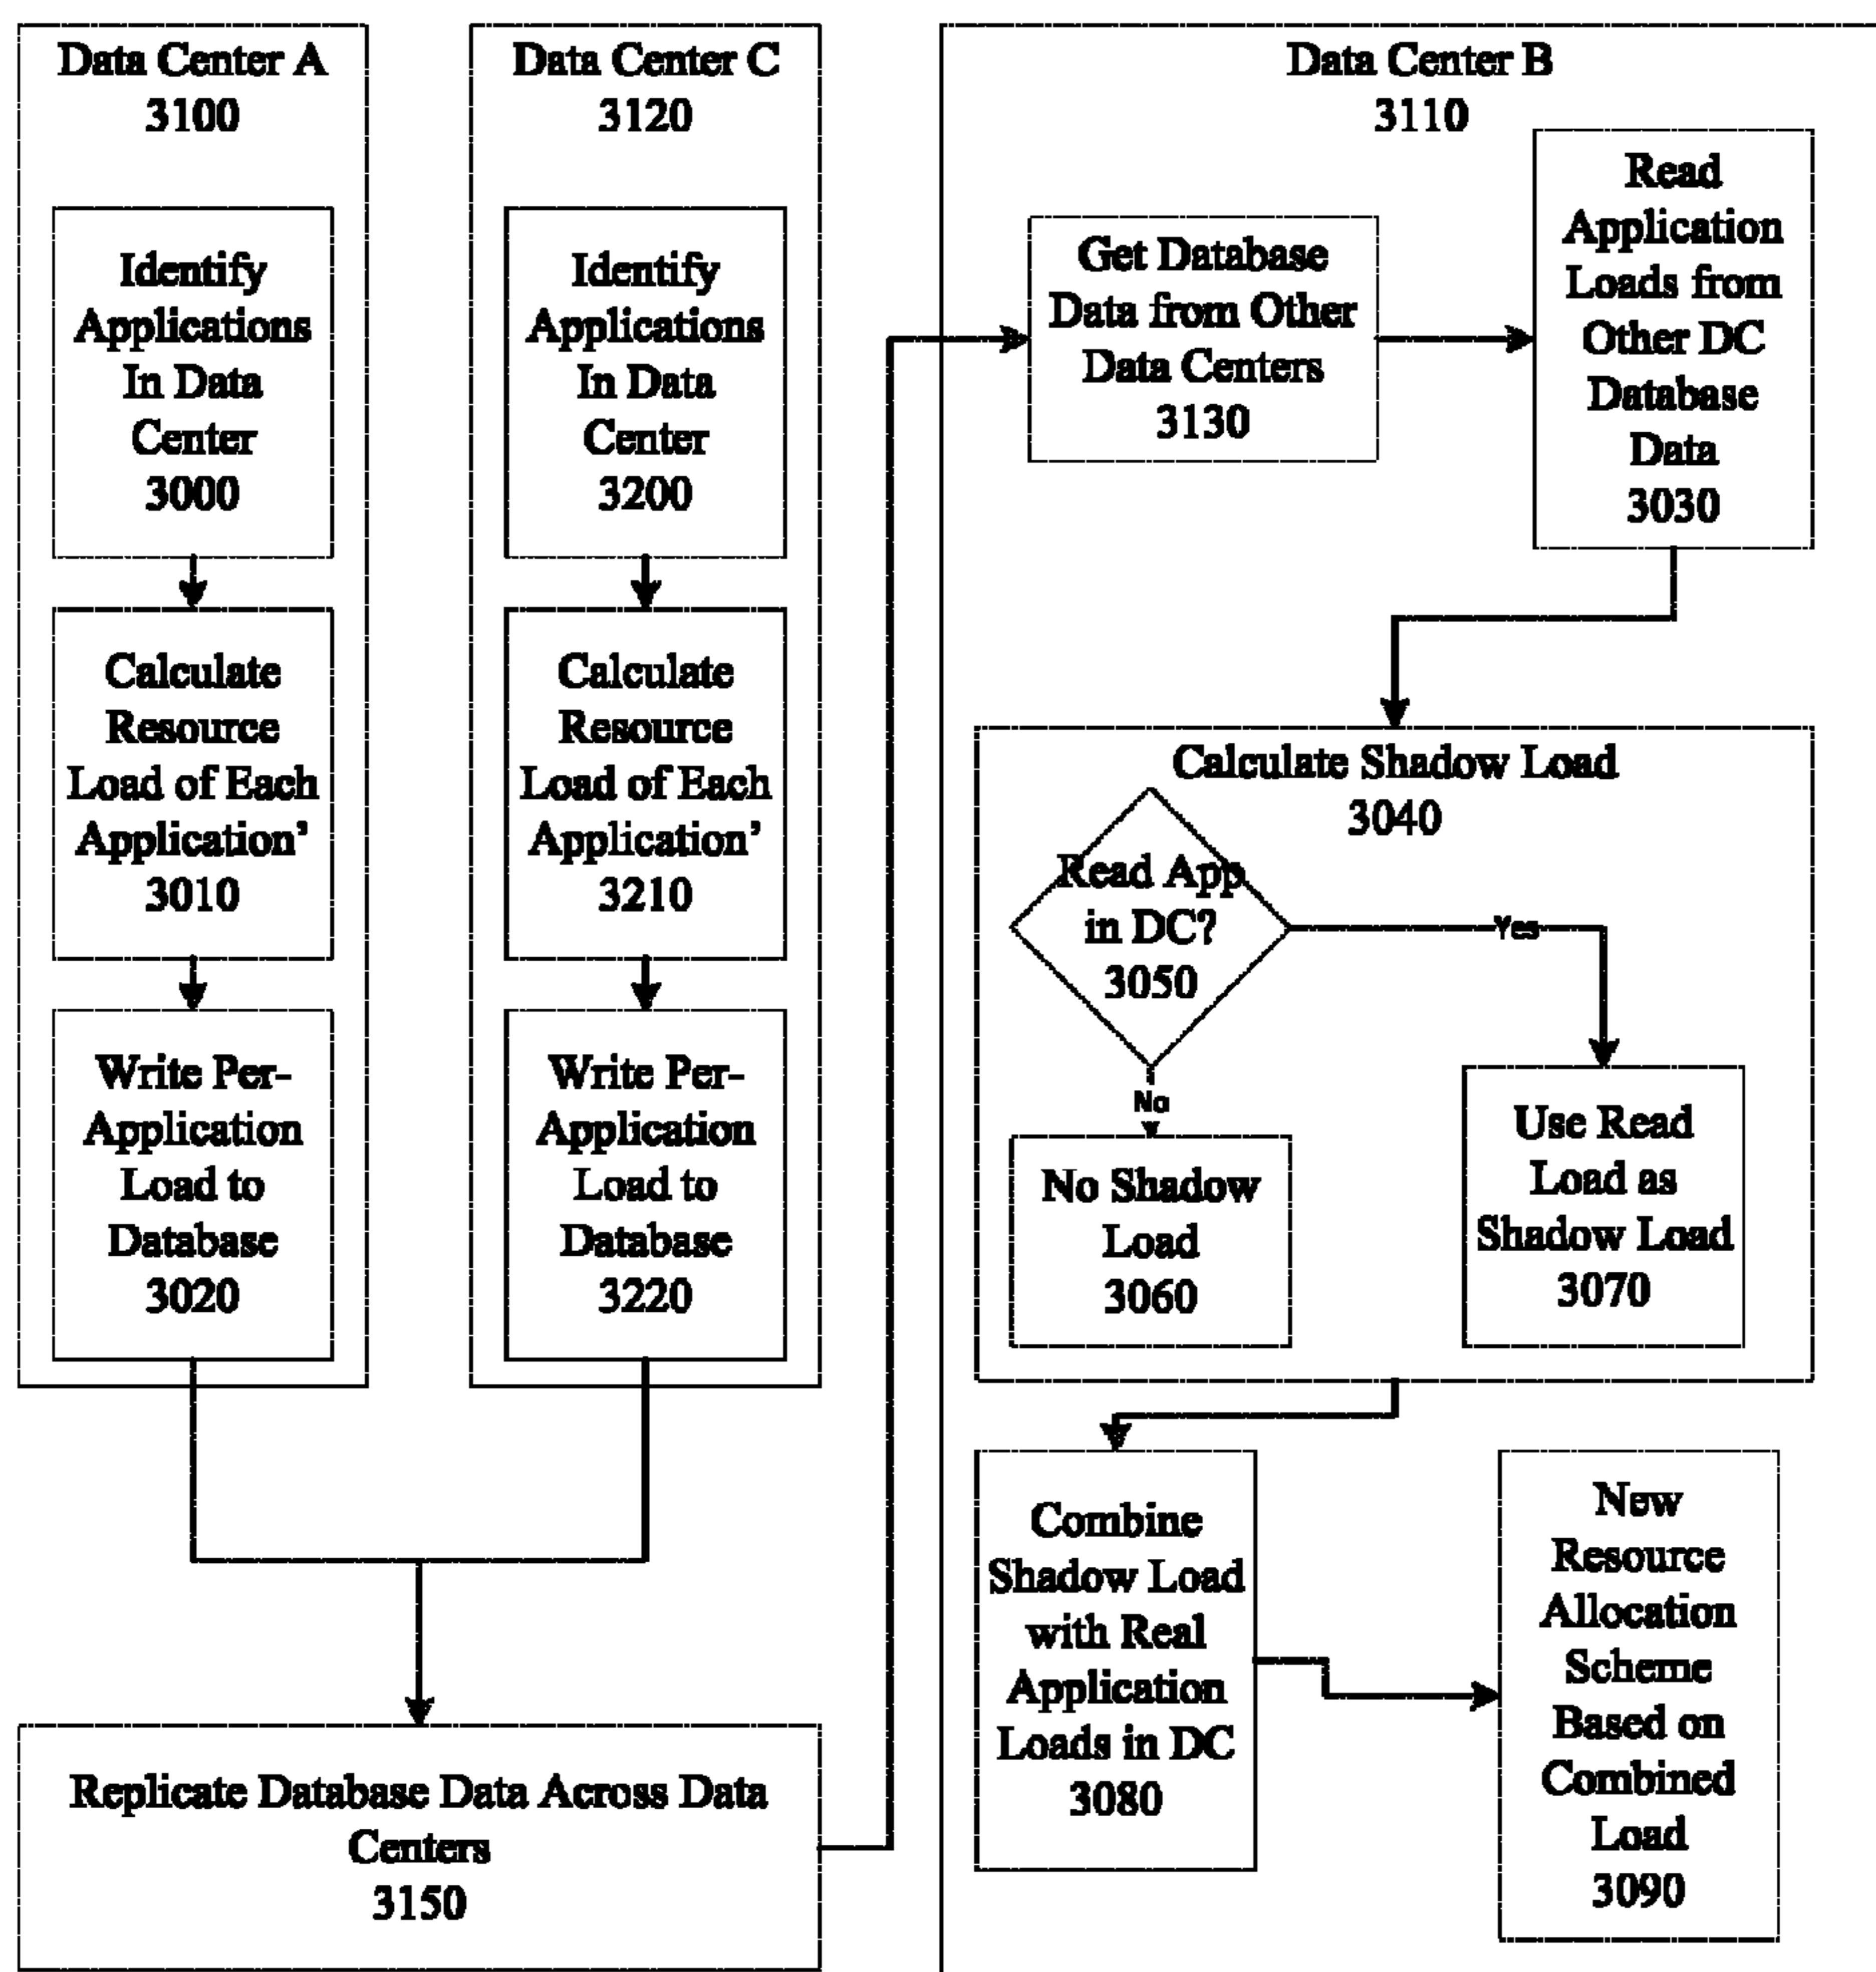 Data Center A
3100
Identify
Applications
In Data
Center
3000
Calculate
Resource
Load of Each
Application’
3010
Write Per-
Application
Load to
Database
3020
Data Center C
3120
Identify
Applications
In Data
Center
3200
Calculate
Resource
Load of Each
Application’
3210
Write Per-
Application
Load to
Database
3220
Replicate Database Data Across Data
Centers
3150
Data Center B
3110
Get Database
Data from Other
Data Centers
3130
Read
Application
Loads from
Other DC
Database
Data
3030
Calculate Shadow Load
3040
Read App
in DC?
3050
Yes
No
No Shadow
Load
3060
Use Read
Load as
Shadow Load
3070
Combine
Shadow Load
with Real
Application
Loads in DC
3080
New
Resource
Allocation
Scheme
Based on
Combined
Load
3090